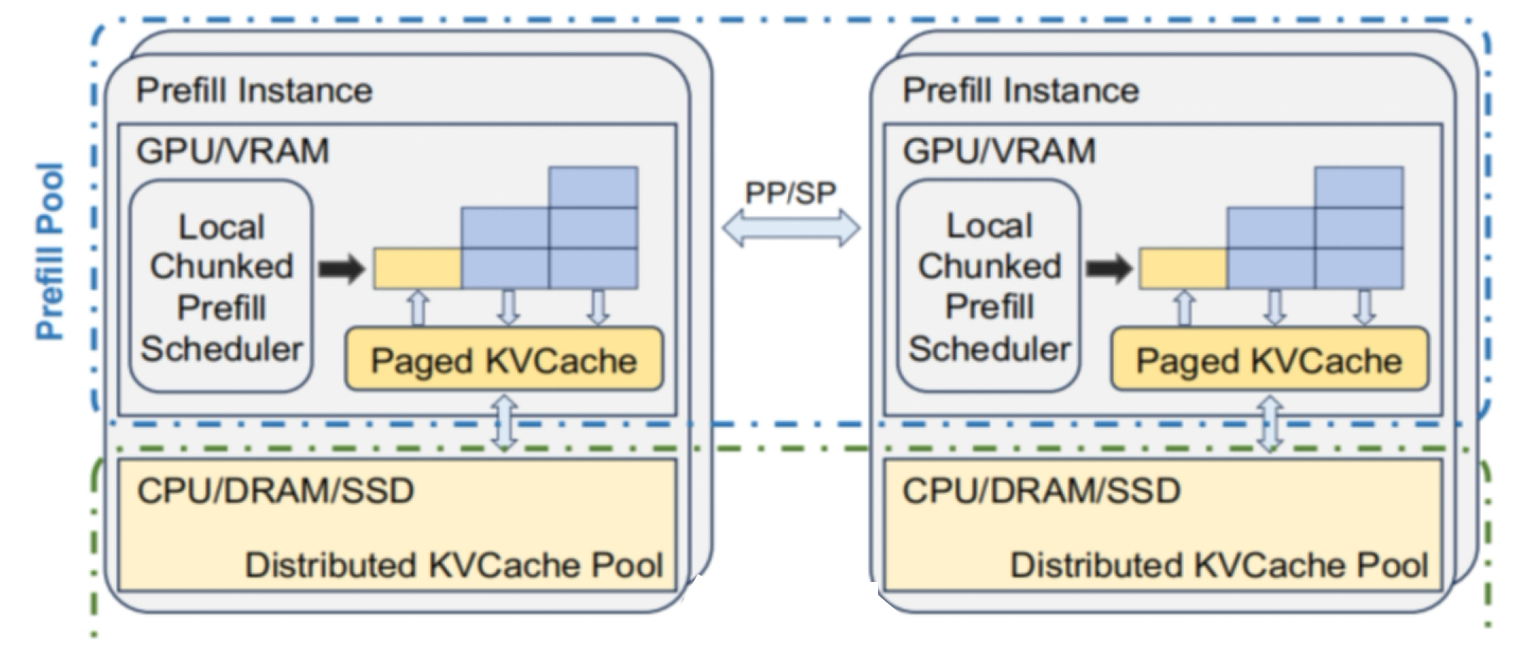 Prefill Pool
Prefill Instance
GPU/VRAM
Local
Chunked
Prefill
Scheduler
Paged KVCache
CPU/DRAM/SSD
Distributed KVCache Pool
PP/SP
Prefill Instance
GPU/VRAM
Local
Chunked
Prefill
Scheduler
Paged KVCache
CPU/DRAM/SSD
Distributed KVCache Pool